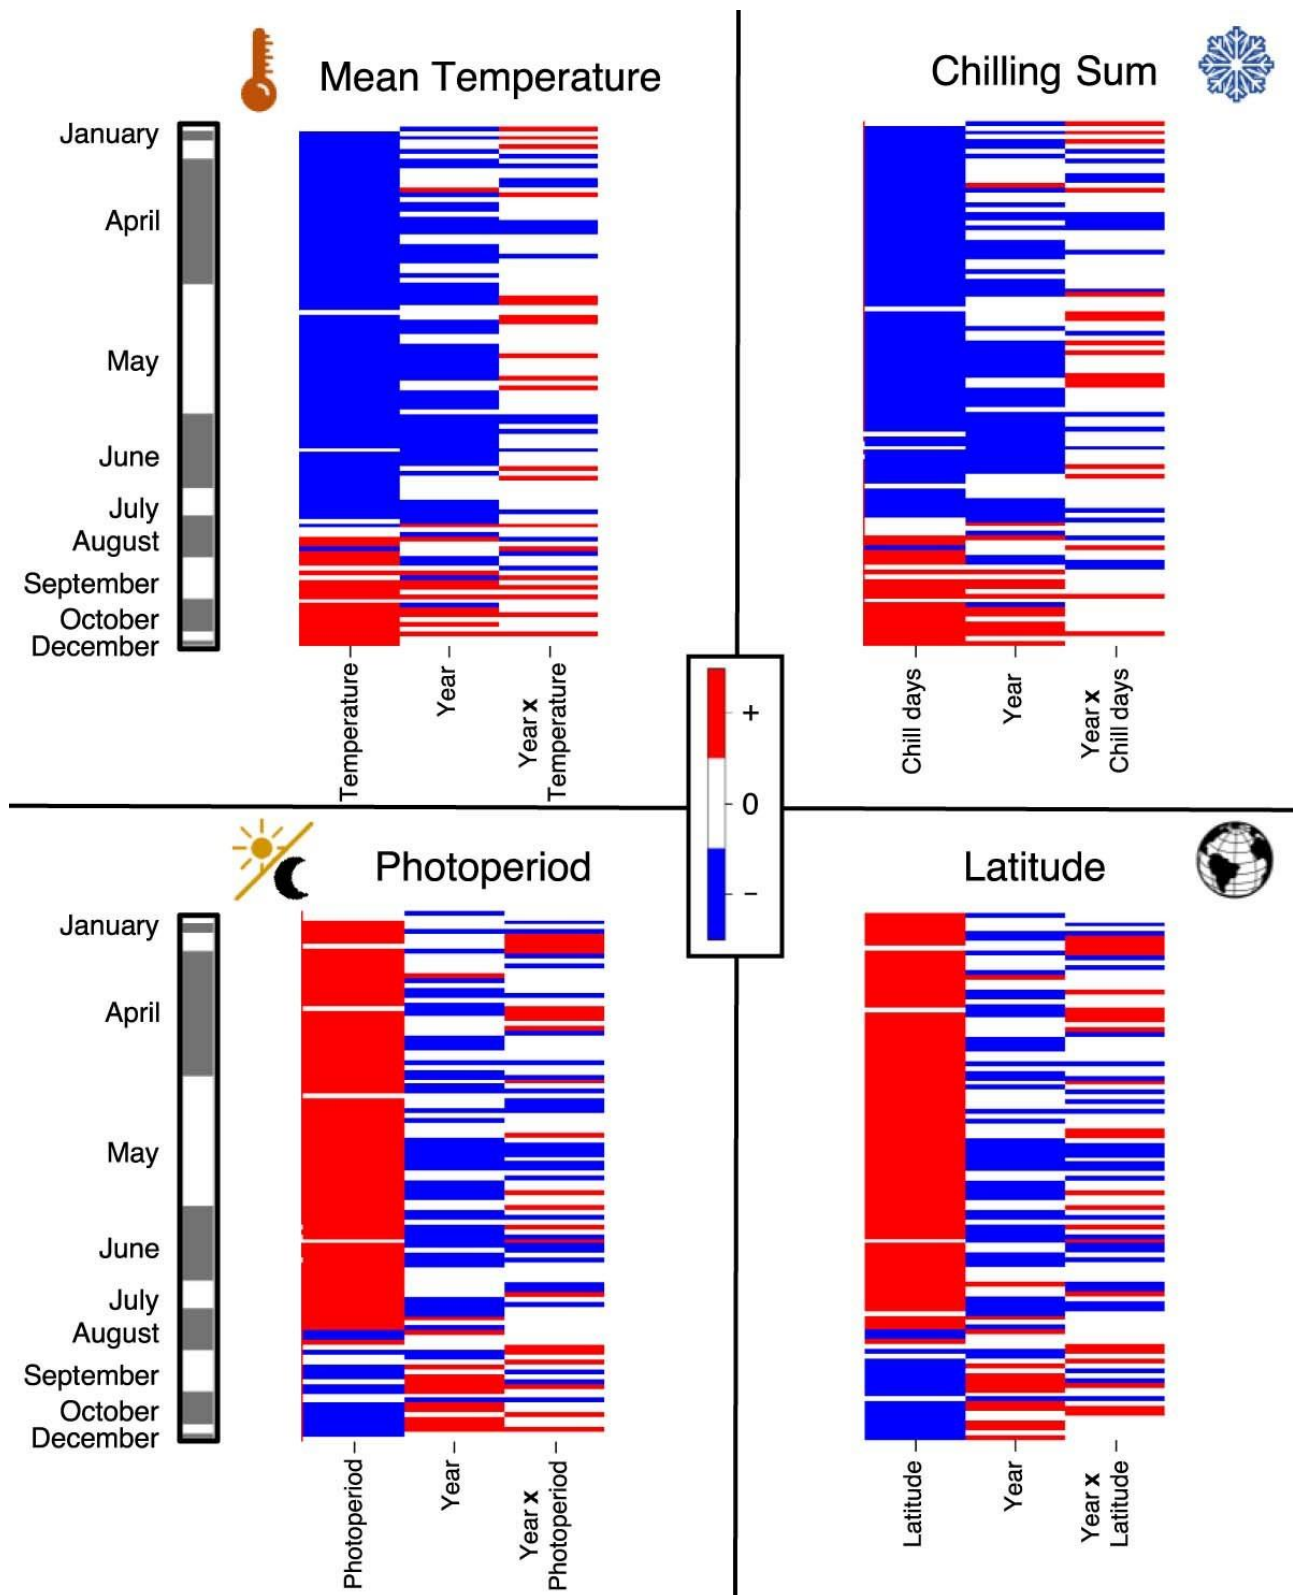 Mean Temperature
January
April
May
June
July
August
September
October
December
Temperature
Year
Year x
Temperature
Chilling Sum
Chill days
Year
Year x
Chill days
+
0
−
Photoperiod
January
April
May
June
July
August
September
October
December
Photoperiod
Year
Year x
Photoperiod
Latitude
Latitude
Year
Year x
Latitude